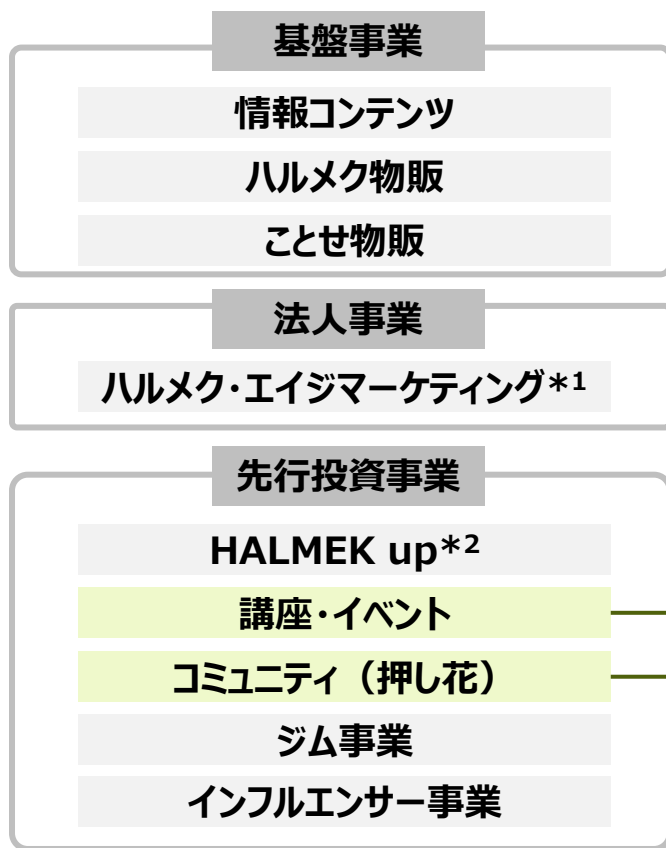 基盤事業
情報コンテンツ
ハルメク物販
ことせ物販
法人事業
ハルメク・エイジマーケティング*1
先行投資事業
HALMEK up*2
講座・イベント
コミュニティ（押し花）
ジム事業
インフルエンサー事業